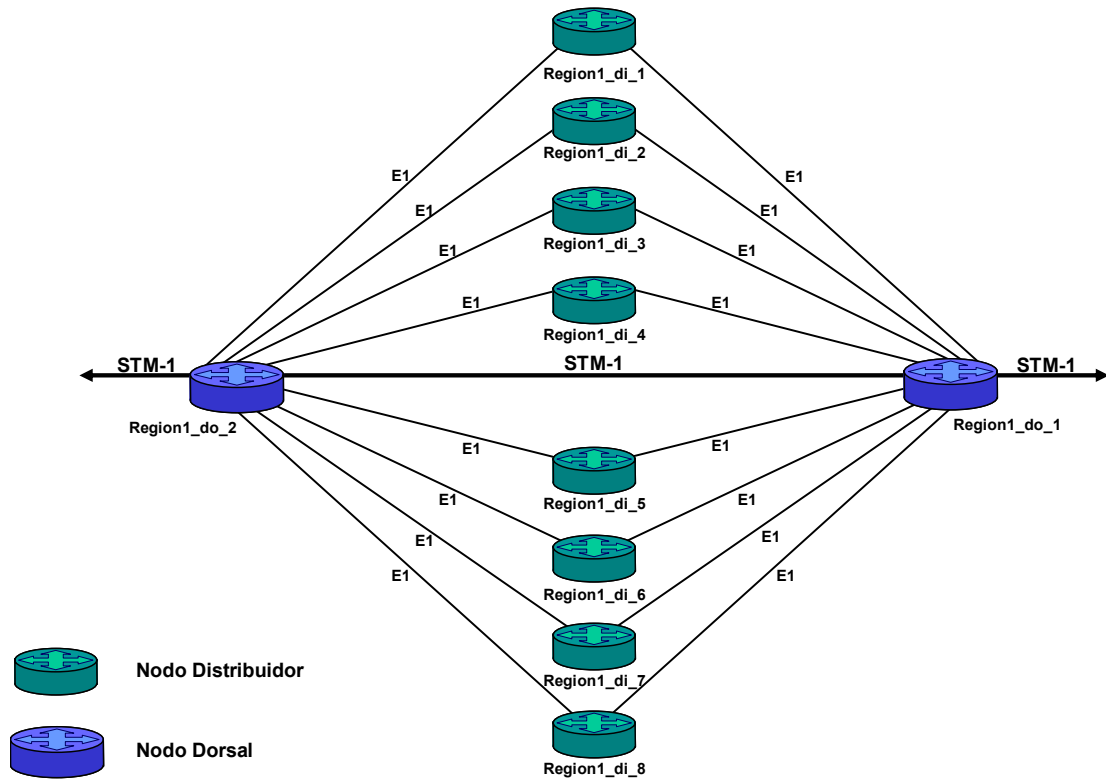 Region1_di_1
Region1_di_2
E1
E1
E1
E1
Region1_di_3
E1
E1
E1
E1
Region1_di_4
STM-1
STM-1
STM-1
Region1_do_2
Region1_do_1
E1
E1
Region1_di_5
E1
E1
E1
E1
E1
E1
Region1_di_6
Nodo Distribuidor
Region1_di_7
Nodo Dorsal
Region1_di_8